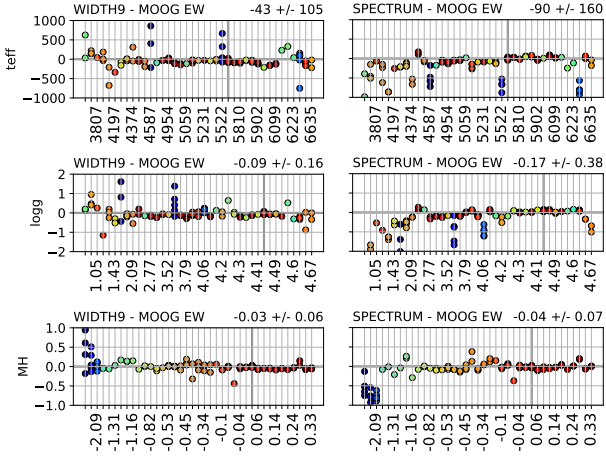 WIDTH9 - MOOG EW -43 +/- 105
SPECTRUM - MOOG EW -90 +/- 160
teff
1000
500
0
−500
−1000
3807 4197 4374 4587 4954 5059 5231 5522 5810 5902 6099 6223 6635
3807 4197 4374 4587 4954 5059 5231 5522 5810 5902 6099 6223 6635
WIDTH9 - MOOG EW -0.09 +/- 0.16
SPECTRUM - MOOG EW -0.17 +/- 0.38
logg
2
1
0
−1
−2
1.05 1.43 2.09 2.77 3.52 3.79 4.06 4.2 4.3 4.41 4.49 4.6 4.67
1.05 1.43 2.09 2.77 3.52 3.79 4.06 4.2 4.3 4.41 4.49 4.6 4.67
WIDTH9 - MOOG EW -0.03 +/- 0.06
SPECTRUM - MOOG EW -0.04 +/- 0.07
MH
1.0
0.5
0.0
−0.5
−1.0
-2.09 -1.31 -1.16 -0.82 -0.53 -0.45 -0.34 -0.1 -0.04 0.06 0.14 0.24 0.33
-2.09 -1.31 -1.16 -0.82 -0.53 -0.45 -0.34 -0.1 -0.04 0.06 0.14 0.24 0.33